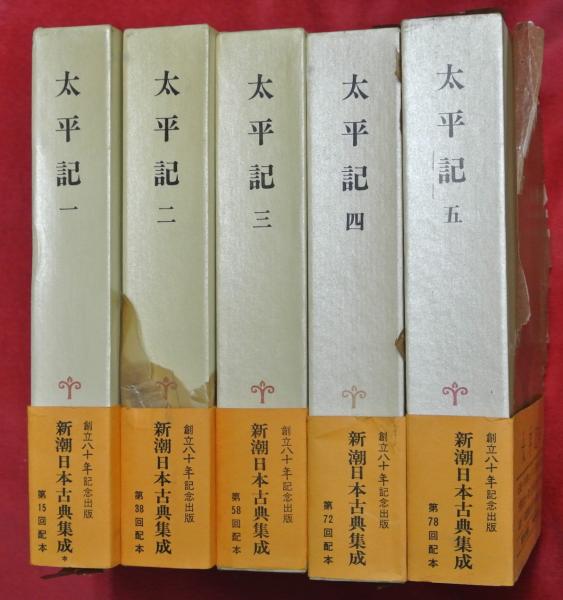 太平記 一
創立八十年記念出版
新潮日本古典集成
第15回配本
太平記 二
創立八十年記念出版
新潮日本古典集成
第38回配本
太平記 三
創立八十年記念出版
新潮日本古典集成
第58回配本
太平記 四
創立八十年記念出版
新潮日本古典集成
第72回配本
太平記 五
創立八十年記念出版
新潮日本古典集成
第78回配本